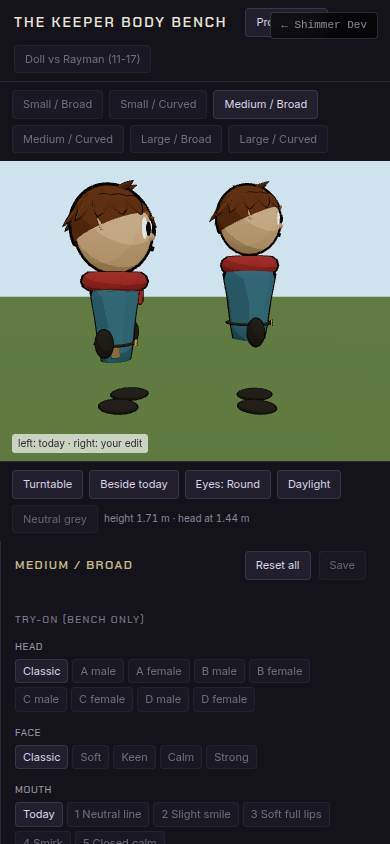 THE KEEPER BODY BENCH
← Shimmer Dev
Doll vs Rayman (11-17)
Small / Broad
Small / Curved
Medium / Broad
Medium / Curved
Large / Broad
Large / Curved
left: today · right: your edit
Turntable
Beside today
Eyes: Round
Daylight
Neutral grey
height 1.71 m · head at 1.44 m
MEDIUM / BROAD
Reset all
Save
TRY-ON (BENCH ONLY)
HEAD
Classic
A male
A female
B male
B female
C male
C female
D male
D female
FACE
Classic
Soft
Keen
Calm
Strong
MOUTH
Today
1 Neutral line
2 Slight smile
3 Soft full lips
4 Smirk
5 Closed calm